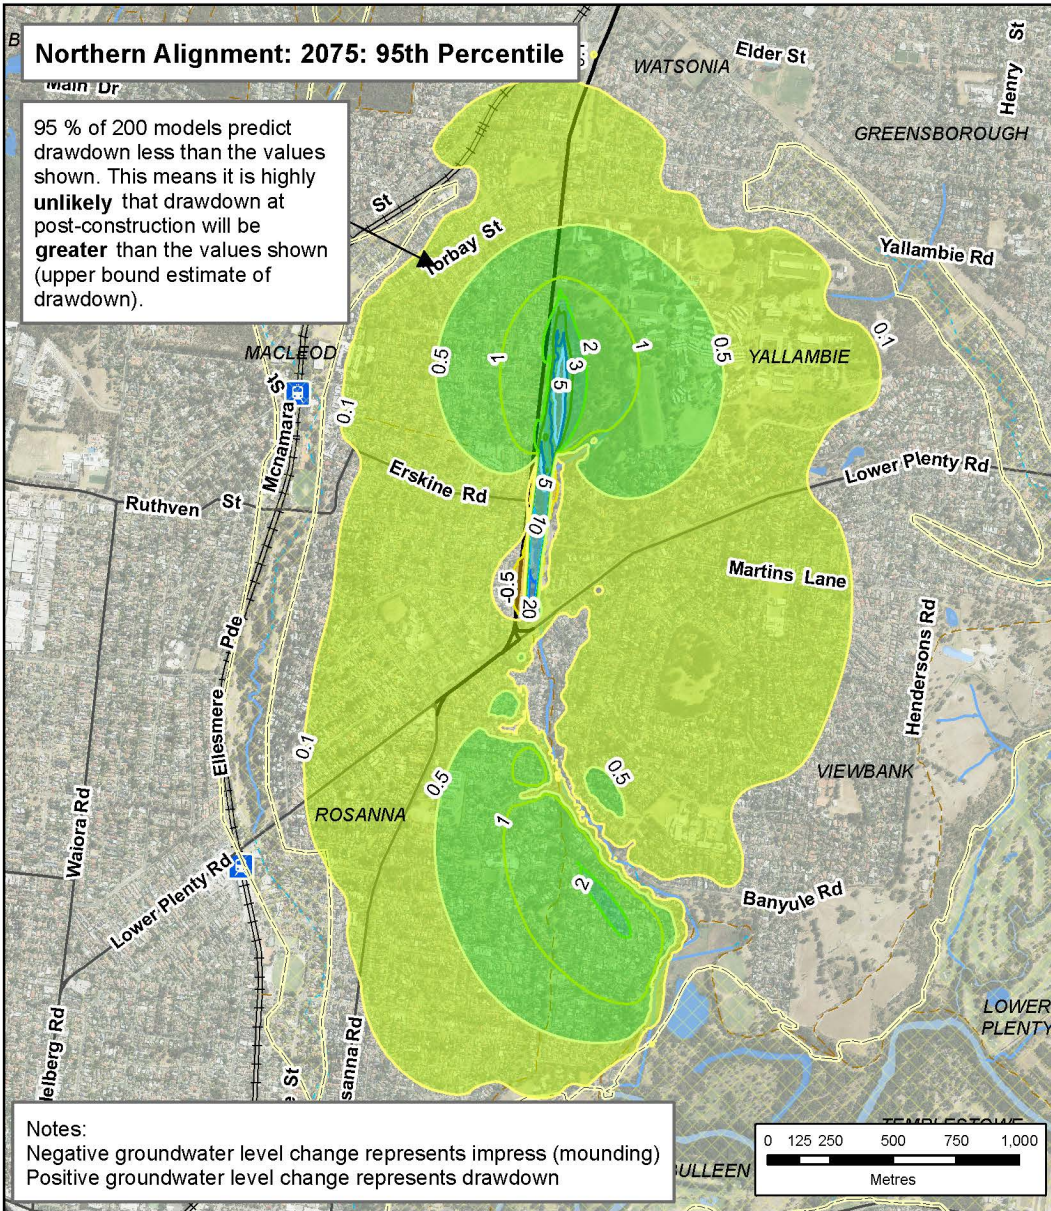 Northern Alignment: 2075: 95th Percentile
WATSONIA
Elder St
Henry St
Main Dr
GREENSBOROUGH
95 % of 200 models predict
drawdown less than the values
shown. This means it is highly
unlikely that drawdown at
post-construction will be
greater than the values shown
(upper bound estimate of
drawdown).
St
Torbay St
Yallambie Rd
MACLEOD
YALLAMBIE
0.1
0.5
1
2
3
5
1
0.5
0.1
St
Mcnamara
Erskine Rd
Lower Plenty Rd
Ruthven St
5
10
Martins Lane
-0.5
20
Hendersons Rd
Ellesmere Pde
0.1
0.5
0.5
VIEWBANK
ROSANNA
1
Waiora Rd
2
Lower Plenty Rd
Banyule Rd
LOWER
PLENTY
delberg Rd
sanna Rd
e St
TEMPLESTOWE
BULLEEN
Notes:
Negative groundwater level change represents impress (mounding)
Positive groundwater level change represents drawdown
0 125 250 500 750 1,000
Metres